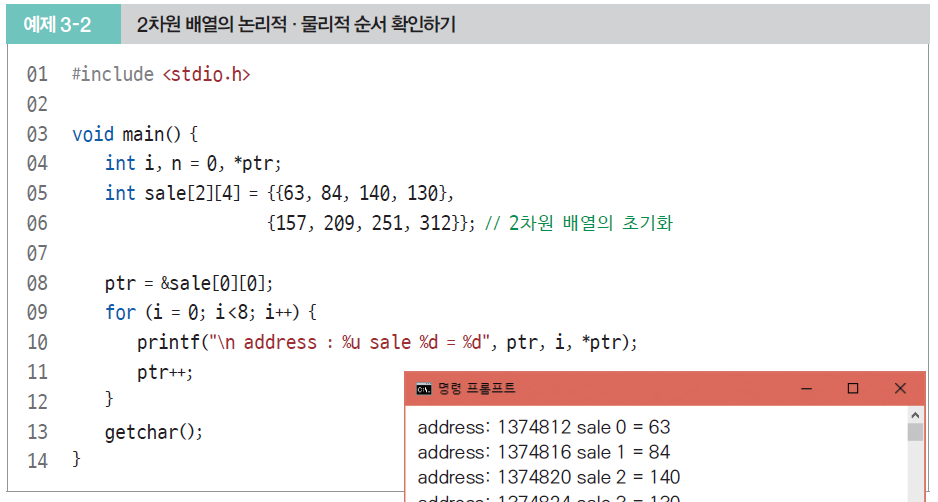 예제 3-2 2차원 배열의 논리적·물리적 순서 확인하기
01 #include <stdio.h>
02
03 void main() {
04 int i, n = 0, *ptr;
05 int sale[2][4] = {{63, 84, 140, 130},
06 {157, 209, 251, 312}}; // 2차원 배열의 초기화
07
08 ptr = &sale[0][0];
09 for (i = 0; i<8; i++) {
10 printf("\n address : %u sale %d = %d", ptr, i, *ptr);
11 ptr++;
12 }
13 getchar();
14 }
명령 프롬프트
address: 1374812 sale 0 = 63
address: 1374816 sale 1 = 84
address: 1374820 sale 2 = 140
address: 1374824 sale 3 = 130